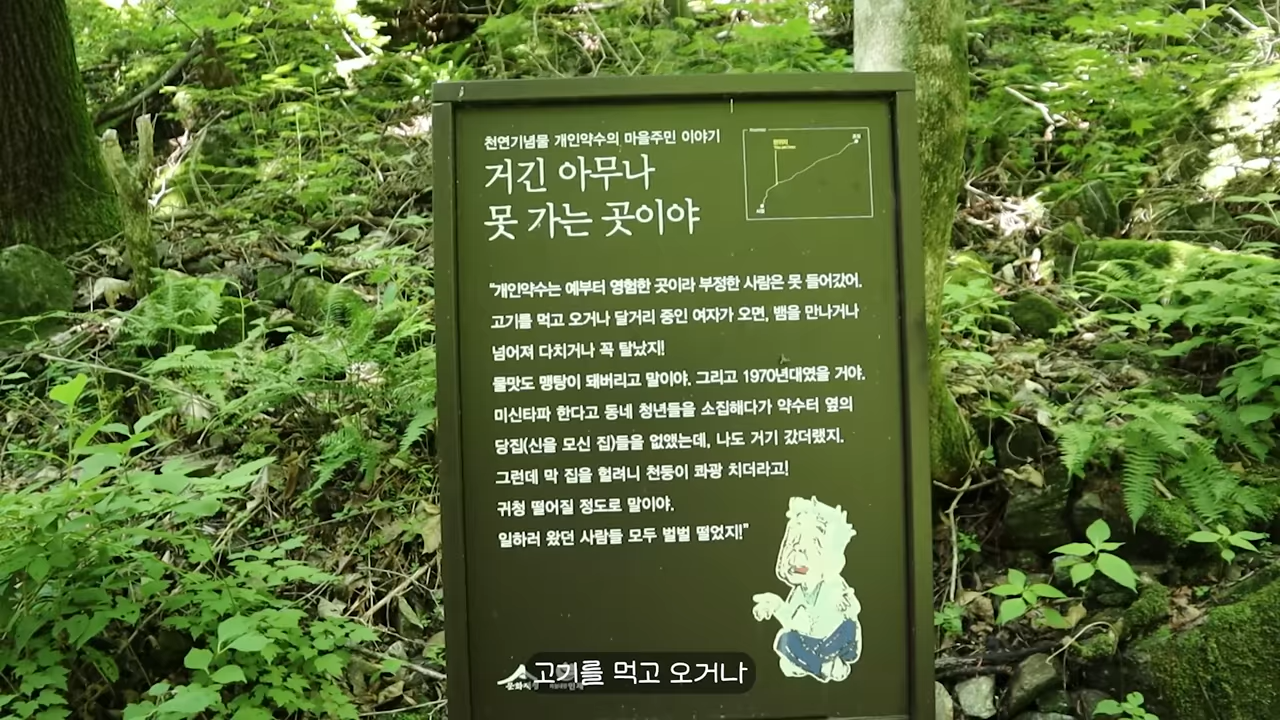 천연기념물 개인약수의 마을주민 이야기
거긴 아무나
못 가는 곳이야
"개인약수는 예부터 영험한 곳이라 부정한 사람은 못 들어갔어.
고기를 먹고 오거나 달거리 중인 여자가 오면, 뱀을 만나거나
넘어져 다치거나 꼭 탈났지!
물맛도 맹탕이 돼버리고 말이야. 그리고 1970년대였을 거야.
미신타파 한다고 동네 청년들을 소집해다가 약수터 옆의
당집(신을 모신 집)들을 없앴는데, 나도 거기 갔더랬지.
그런데 막 집을 헐려니 천둥이 콰광 치더라고!
귀청 떨어질 정도로 말이야.
일하러 왔던 사람들 모두 벌벌 떨었지!"
고기를 먹고 오거나